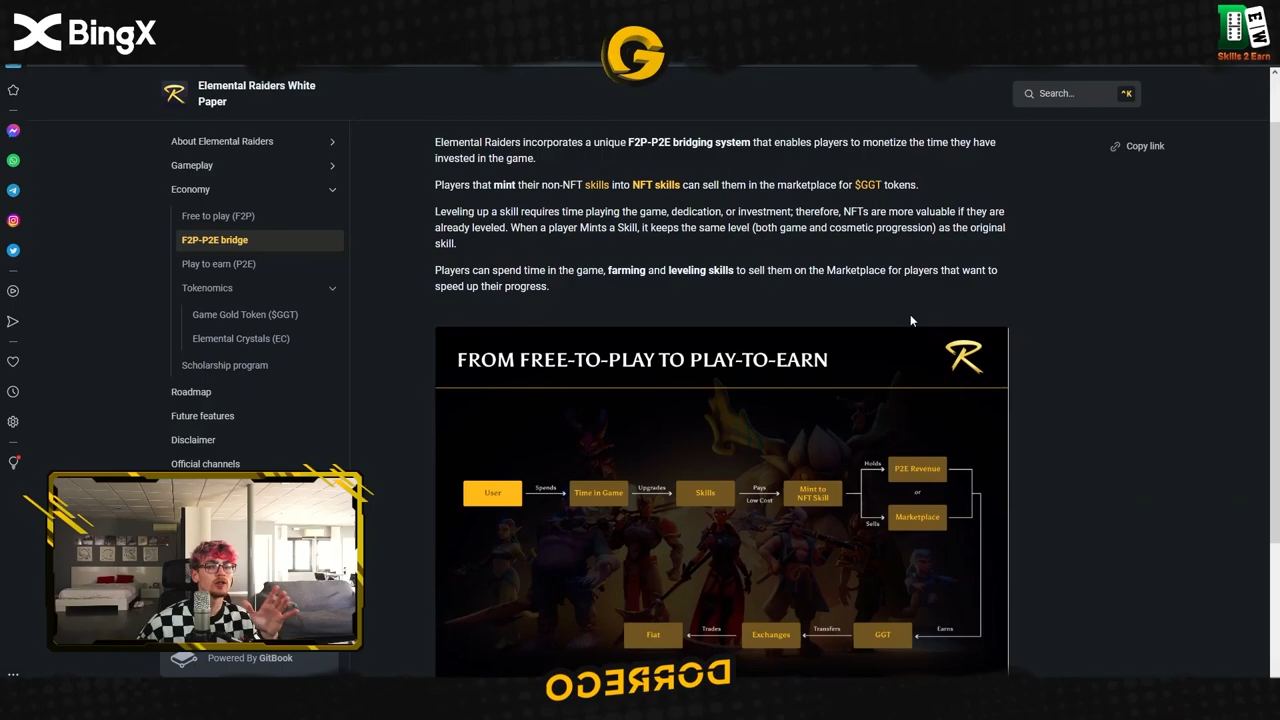 BingX
G
Skills 2 Earn
Elemental Raiders White
Paper
Search...
^K
About Elemental Raiders
Gameplay
Economy
Free to play (F2P)
F2P-P2E bridge
Play to earn (P2E)
Tokenomics
Game Gold Token ($GGT)
Elemental Crystals (EC)
Scholarship program
Roadmap
Future features
Disclaimer
Official channels
Powered By GitBook
Elemental Raiders incorporates a unique F2P-P2E bridging system that enables players to monetize the time they have
invested in the game.
Players that mint their non-NFT skills into NFT skills can sell them in the marketplace for $GGT tokens.
Leveling up a skill requires time playing the game, dedication, or investment; therefore, NFTs are more valuable if they are
already leveled. When a player Mints a Skill, it keeps the same level (both game and cosmetic progression) as the original
skill.
Players can spend time in the game, farming and leveling skills to sell them on the Marketplace for players that want to
speed up their progress.
Copy link
FROM FREE-TO-PLAY TO PLAY-TO-EARN
R
User
Spends
Time in Game
Upgrades
Skills
Pays
Low Cost
Mint to
NFT Skill
Holds
P2E Revenue
or
Sells
Marketplace
Earns
GGT
Transfers
Exchanges
Trades
Fiat
DORREGO